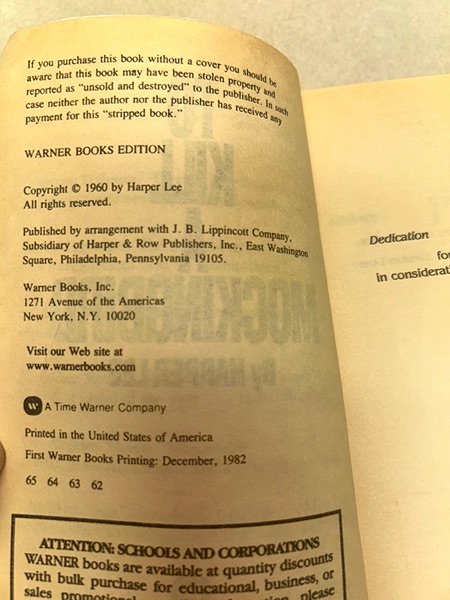 If you purchase this book without a cover you should be
aware that this book may have been stolen property and
reported as "unsold and destroyed" to the publisher. In such
case neither the author nor the publisher has received any
payment for this "stripped book."
WARNER BOOKS EDITION
Copyright © 1960 by Harper Lee
All rights reserved.
Published by arrangement with J. B. Lippincott Company,
Subsidiary of Harper & Row Publishers, Inc., East Washington
Square, Philadelphia, Pennsylvania 19105.
Warner Books, Inc.
1271 Avenue of the Americas
New York, N.Y. 10020
Visit our Web site at
www.warnerbooks.com
W A Time Warner Company
Printed in the United States of America
First Warner Books Printing: December, 1982
65 64 63 62
ATTENTION: SCHOOLS AND CORPORATIONS
WARNER books are available at quantity discounts
with bulk purchase for educational, business, or
sales promotional please
Dedication
fo
in considerat